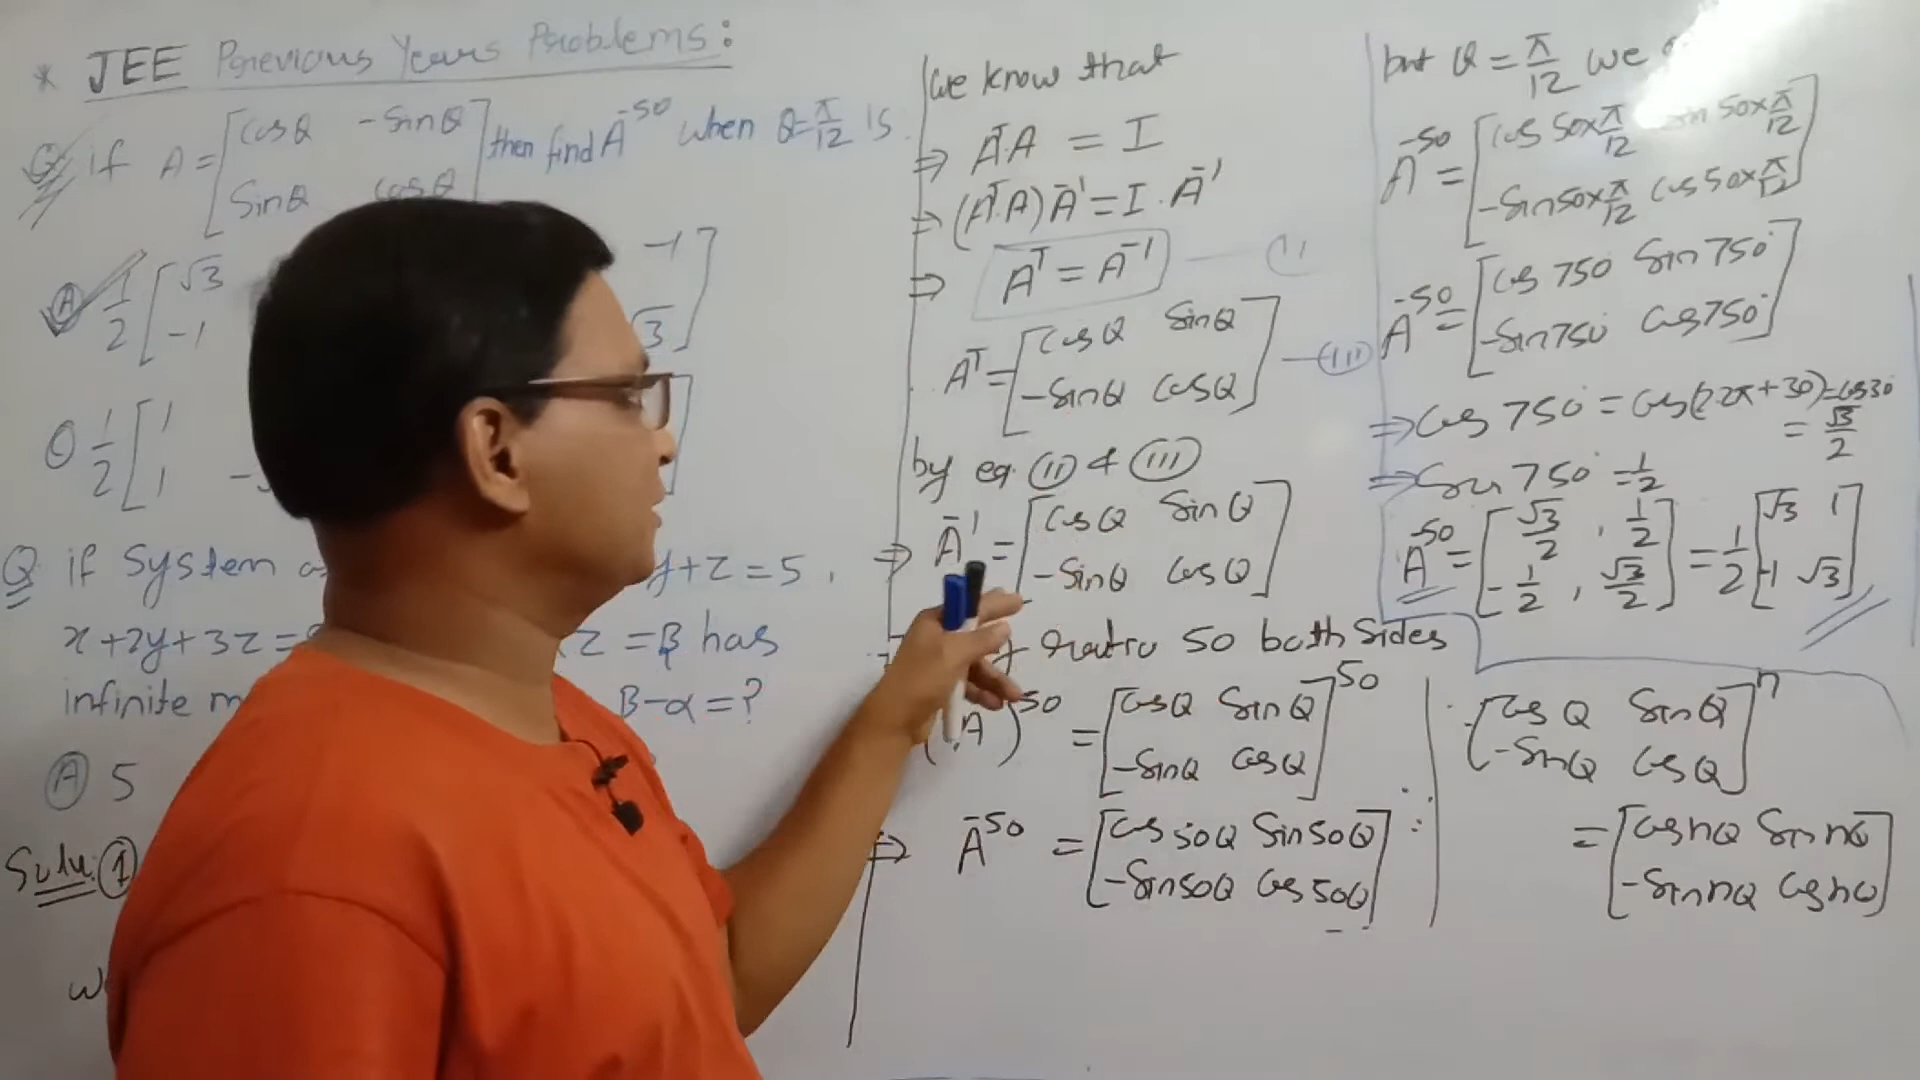 * JEE Previous Years Problems:
Q if A = [cosθ -sinθ
sinθ cosθ] then find A^-50 when θ = π/12 is
(A) 1/2 [√3
-1
-1
√3]
1/2 [1
1
Q if System y+z=5,
x+2y+3z= z=β has
infinite β-α=?
(A) 5
Solu: (1)
we know that
⇒ A^T A = I
⇒ (A^T A) A^-1 = I . A^-1
⇒ A^T = A^-1 — (II)
A^T = [cosθ sinθ
-sinθ cosθ] — (III)
by eq. (II) & (III)
⇒ A^-1 = [cosθ sinθ
-sinθ cosθ]
50 both sides
( A )^50 = [cosθ sinθ
-sinθ cosθ]^50
⇒ A^-50 = [cos50θ sin50θ
-sin50θ cos50θ]
∵ [cosθ sinθ
-sinθ cosθ]^n
= [cosnθ sinnθ
-sinnθ cosnθ]
but θ = π/12 we
A^-50 = [cos 50×π/12 50×π/12
-sin50×π/12 cos50×π/12]
A^-50 = [cos 750 sin750°
-sin750 cos750°]
⇒ cos 750° = cos(2·2π+30)=cos30°
= √3/2
⇒ sin 750° = 1/2
A^-50 = [√3/2 , 1/2
-1/2 , √3/2] = 1/2 [√3 1
-1 √3]